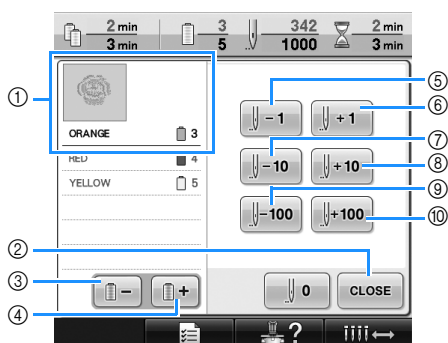 2 min 3 342 2 min
3 min 5 1000 3 min
① ORANGE 3
RED 4
YELLOW 5
⑤ - 1
⑥ + 1
⑦ - 10
⑧ + 10
⑨ -100
⑩ +100
② CLOSE
③ -
④ +
0
?